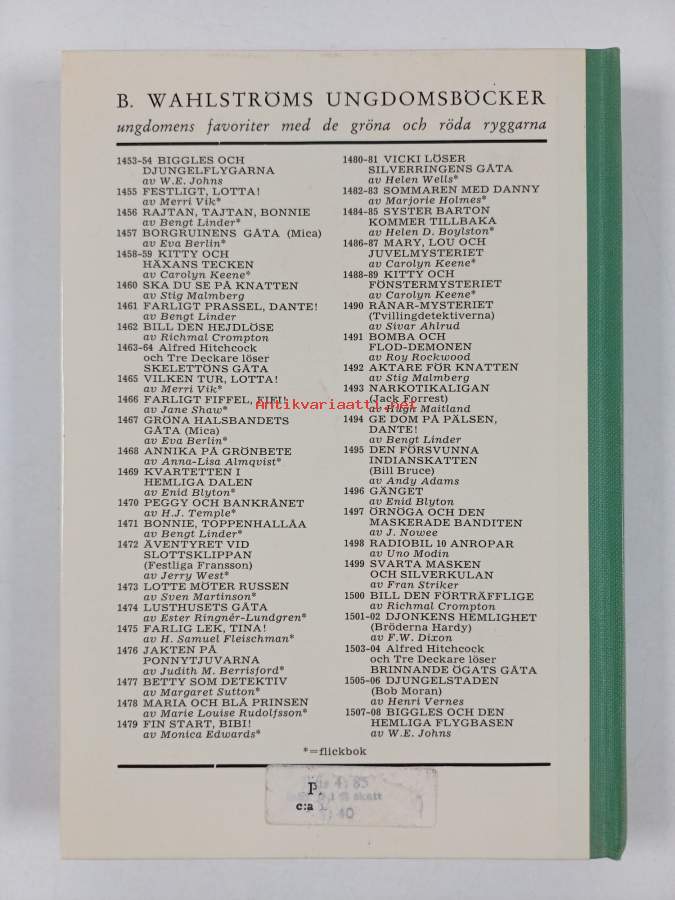 B. WAHLSTRÖMS UNGDOMSBÖCKER
ungdomens favoriter med de gröna och röda ryggarna
1453-54 BIGGLES OCH
DJUNGELFLYGARNA
av W.E. Johns
1455 FESTLIGT, LOTTA!
av Merri Vik*
1456 RAJTAN, TAJTAN, BONNIE
av Bengt Linder*
1457 BORGRUINENS GÅTA (Mica)
av Eva Berlin*
1458-59 KITTY OCH
HÄXANS TECKEN
av Carolyn Keene*
1460 SKA DU SE PÅ KNATTEN
av Stig Malmberg
1461 FARLIGT PRASSEL, DANTE!
av Bengt Linder
1462 BILL DEN HEJDLÖSE
av Richmal Crompton
1463-64 Alfred Hitchcock
och Tre Deckare löser
SKELETTÖNS GÅTA
1465 VILKEN TUR, LOTTA!
av Merri Vik*
1466 FARLIGT FIFFEL, FIFI!
av Jane Shaw*
1467 GRÖNA HALSBANDETS
GÅTA (Mica)
av Eva Berlin*
1468 ANNIKA PÅ GRÖNBETE
av Anna-Lisa Almqvist*
1469 KVARTETTEN I
HEMLIGA DALEN
av Enid Blyton*
1470 PEGGY OCH BANKRÅNET
av H.J. Temple*
1471 BONNIE, TOPPENHALLÅA
av Bengt Linder*
1472 ÄVENTYRET VID
SLOTTSKLIPPAN
(Festliga Fransson)
av Jerry West*
1473 LOTTE MÖTER RUSSEN
av Sven Martinson*
1474 LUSTHUSETS GÅTA
av Ester Ringnér-Lundgren*
1475 FARLIG LEK, TINA!
av H. Samuel Fleischman*
1476 JAKTEN PÅ
PONNYTJUVARNA
av Judith M. Berrisford*
1477 BETTY SOM DETEKTIV
av Margaret Sutton*
1478 MARIA OCH BLÅ PRINSEN
av Marie Louise Rudolfsson*
1479 FIN START, BIBI!
av Monica Edwards*
1480-81 VICKI LÖSER
SILVERRINGENS GÅTA
av Helen Wells*
1482-83 SOMMAREN MED DANNY
av Marjorie Holmes*
1484-85 SYSTER BARTON
KOMMER TILLBAKA
av Helen D. Boylston*
1486-87 MARY, LOU OCH
JUVELMYSTERIET
av Carolyn Keene*
1488-89 KITTY OCH
FÖNSTERMYSTERIET
av Carolyn Keene*
1490 RÅNAR-MYSTERIET
(Tvillingdetektiverna)
av Sivar Ahlrud
1491 BOMBA OCH
FLOD-DEMONEN
av Roy Rockwood
1492 AKTARE FÖR KNATTEN
av Stig Malmberg
1493 NARKOTIKALIGAN
(Jack Forrest)
av Hugh Maitland
1494 GE DOM PÅ PÄLSEN,
DANTE!
av Bengt Linder
1495 DEN FÖRSVUNNA
INDIANSKATTEN
(Bill Bruce)
av Andy Adams
1496 GÄNGET
av Enid Blyton
1497 ÖRNÖGA OCH DEN
MASKERADE BANDITEN
av J. Nowee
1498 RADIOBIL 10 ANROPAR
av Uno Modin
1499 SVARTA MASKEN
OCH SILVERKULAN
av Fran Striker
1500 BILL DEN FÖRTRÄFFLIGE
av Richmal Crompton
1501-02 DJONKENS HEMLIGHET
(Bröderna Hardy)
av F.W. Dixon
1503-04 Alfred Hitchcock
och Tre Deckare löser
BRINNANDE ÖGATS GÅTA
1505-06 DJUNGELSTADEN
(Bob Moran)
av Henri Vernes
1507-08 BIGGLES OCH DEN
HEMLIGA FLYGBASEN
av W.E. Johns
*=flickbok
Antikvariaatti.net
P.
c:a